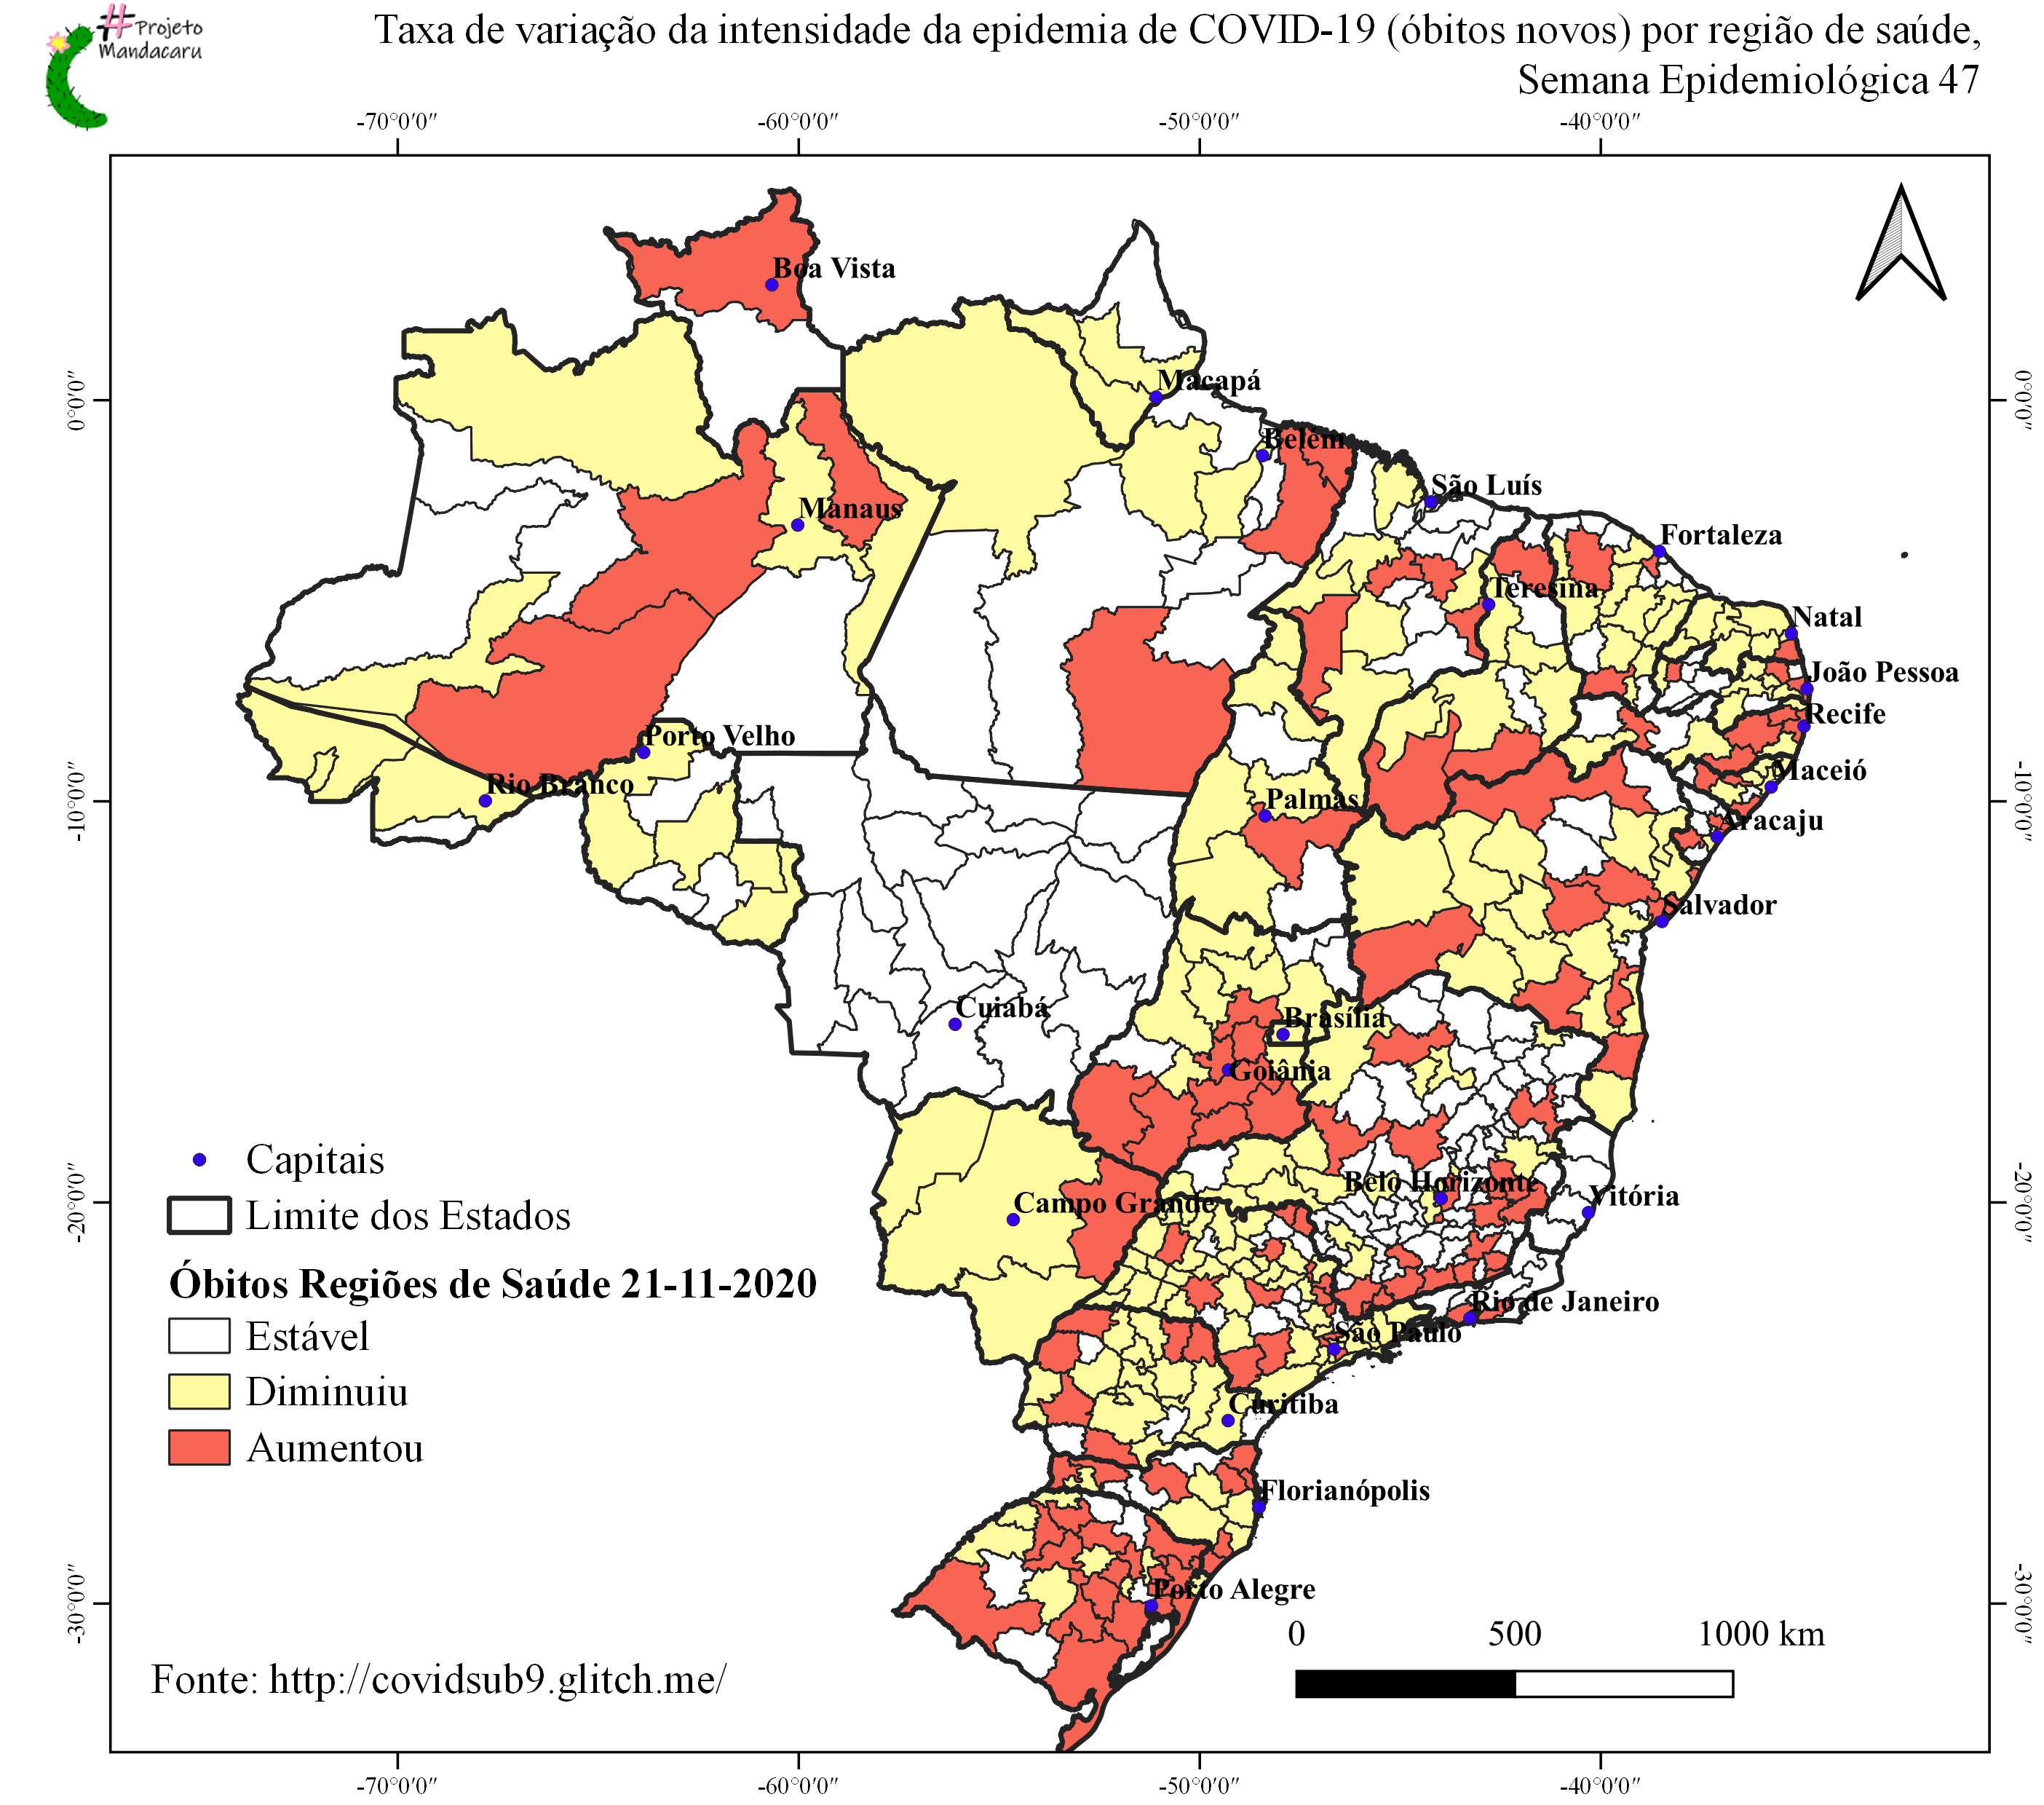 # Projeto
Mandacaru
Taxa de variação da intensidade da epidemia de COVID-19 (óbitos novos) por região de saúde,
Semana Epidemiológica 47
-70°0′0″ -60°0′0″ -50°0′0″ -40°0′0″
0°0′0″
-10°0′0″
-20°0′0″
-30°0′0″
0°0′0″
-10°0′0″
-20°0′0″
-30°0′0″
Boa Vista
Macapá
Belém
São Luís
Manaus
Fortaleza
Teresina
Natal
João Pessoa
Recife
Porto Velho
Maceió
Rio Branco
Palmas
Aracaju
Salvador
Cuiabá
Brasília
Goiânia
Belo Horizonte
Vitória
Campo Grande
Rio de Janeiro
São Paulo
Curitiba
Florianópolis
Porto Alegre
Capitais
Limite dos Estados
Óbitos Regiões de Saúde 21-11-2020
Estável
Diminuiu
Aumentou
0 500 1000 km
Fonte: http://covidsub9.glitch.me/
-70°0′0″ -60°0′0″ -50°0′0″ -40°0′0″